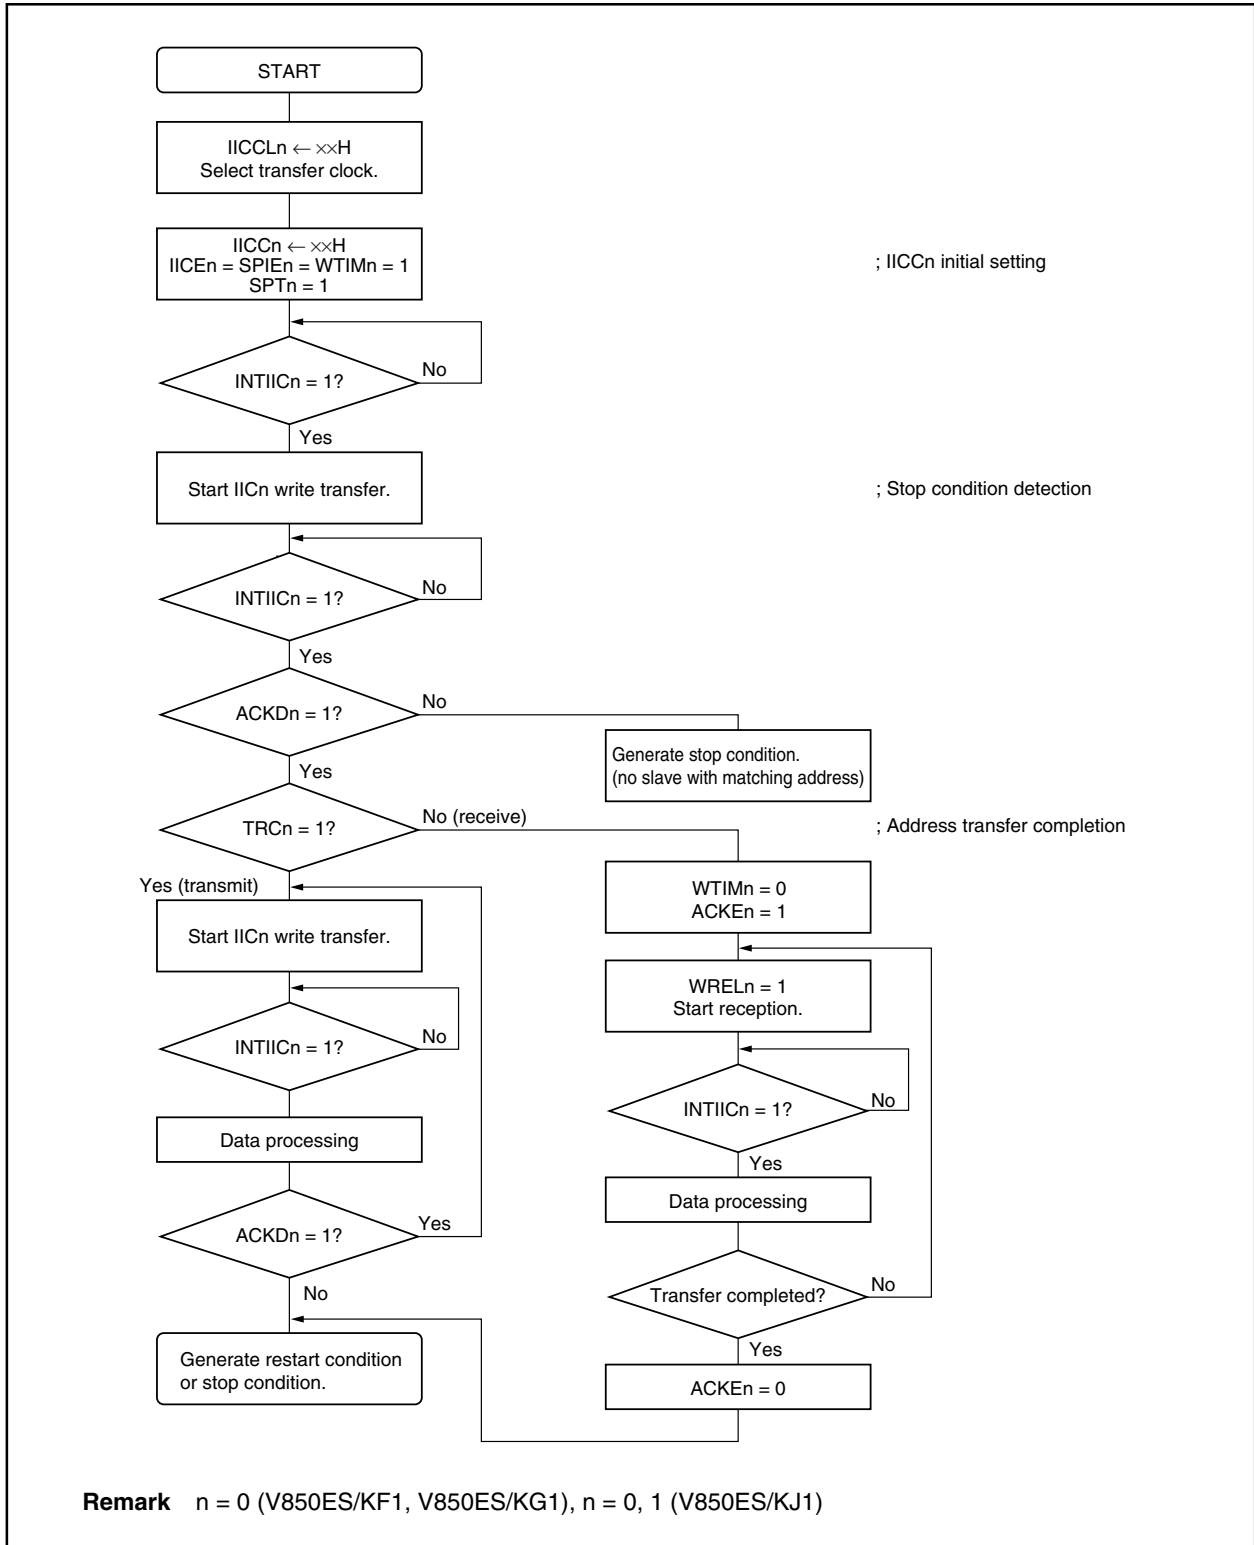 START
IICCLn ← ××H
Select transfer clock.
IICCn ← ××H
IICEn = SPIEn = WTIMn = 1
SPTn = 1
; IICCn initial setting
INTIICn = 1?
No
Yes
Start IICn write transfer.
; Stop condition detection
INTIICn = 1?
No
Yes
ACKDn = 1?
No
Generate stop condition.
(no slave with matching address)
Yes
TRCn = 1?
No (receive)
; Address transfer completion
Yes (transmit)
Start IICn write transfer.
INTIICn = 1?
No
Data processing
ACKDn = 1?
Yes
No
Generate restart condition
or stop condition.
WTIMn = 0
ACKEn = 1
WRELn = 1
Start reception.
INTIICn = 1?
No
Yes
Data processing
Transfer completed?
No
Yes
ACKEn = 0
Remark n = 0 (V850ES/KF1, V850ES/KG1), n = 0, 1 (V850ES/KJ1)